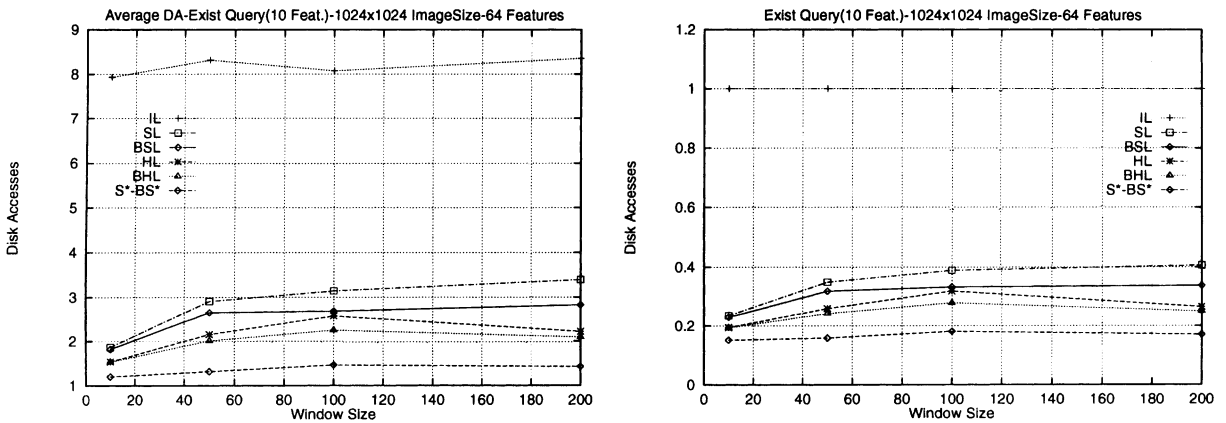 Average DA-Exist Query(10 Feat.)-1024x1024 ImageSize-64 Features
9
8
7
6
5
4
3
2
1
Disk Accesses
IL
SL
BSL
HL
BHL
S*-BS*
0 20 40 60 80 100 120 140 160 180 200
Window Size
Exist Query(10 Feat.)-1024x1024 ImageSize-64 Features
1.2
1
0.8
0.6
0.4
0.2
0
Disk Accesses
IL
SL
BSL
HL
BHL
S*-BS*
0 20 40 60 80 100 120 140 160 180 200
Window Size